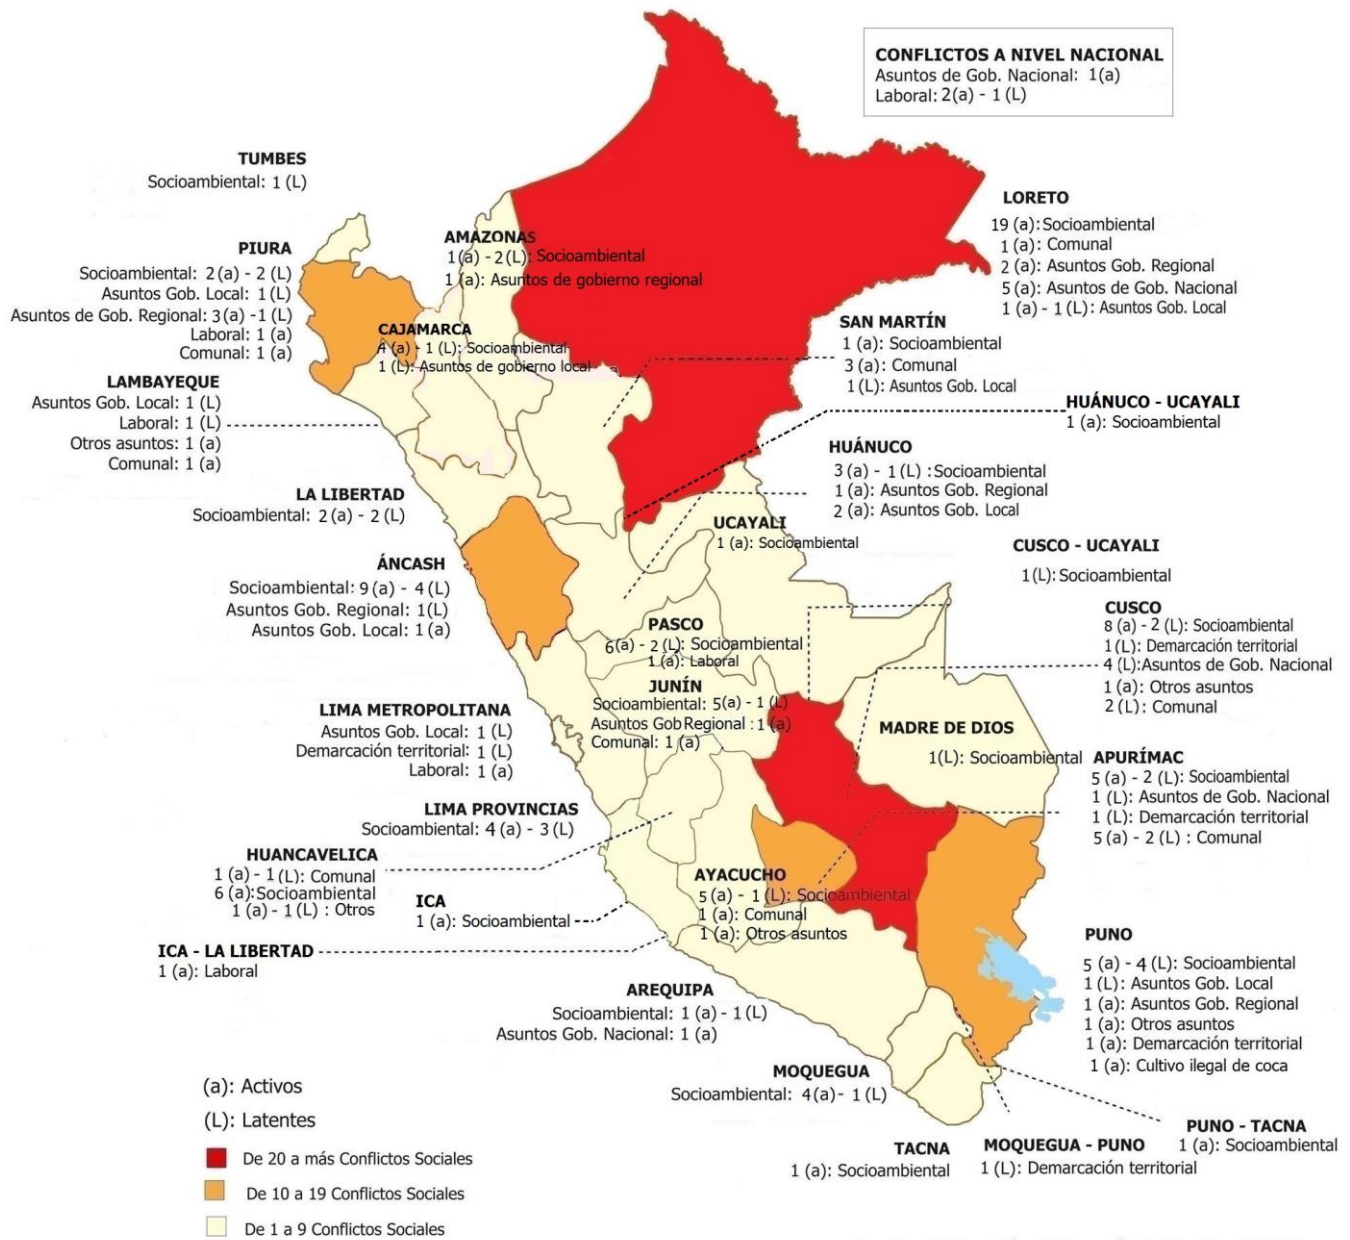 CONFLICTOS A NIVEL NACIONAL
Asuntos de Gob. Nacional: 1(a)
Laboral: 2(a) - 1 (L)
TUMBES
Socioambiental: 1 (L)
PIURA
Socioambiental: 2(a) - 2 (L)
Asuntos Gob. Local: 1 (L)
Asuntos de Gob. Regional: 3(a) -1 (L)
Laboral: 1 (a)
Comunal: 1 (a)
AMAZONAS
1(a) - 2(L): Socioambiental
1 (a): Asuntos de gobierno regional
LORETO
19 (a): Socioambiental
1 (a): Comunal
2 (a): Asuntos Gob. Regional
5 (a): Asuntos de Gob. Nacional
1 (a) - 1 (L): Asuntos Gob. Local
CAJAMARCA
4 (a) - 1 (L): Socioambiental
1 (L): Asuntos de gobierno local
SAN MARTÍN
1 (a): Socioambiental
3 (a): Comunal
1 (L): Asuntos Gob. Local
LAMBAYEQUE
Asuntos Gob. Local: 1 (L)
Laboral: 1 (L)
Otros asuntos: 1 (a)
Comunal: 1 (a)
HUÁNUCO - UCAYALI
1 (a): Socioambiental
HUÁNUCO
3 (a) - 1 (L) :Socioambiental
1 (a): Asuntos Gob. Regional
2 (a): Asuntos Gob. Local
LA LIBERTAD
Socioambiental: 2 (a) - 2 (L)
UCAYALI
1 (a): Socioambiental
CUSCO - UCAYALI
1 (L): Socioambiental
ÁNCASH
Socioambiental: 9 (a) - 4 (L)
Asuntos Gob. Regional: 1(L)
Asuntos Gob. Local: 1 (a)
CUSCO
8 (a) - 2 (L): Socioambiental
1 (L): Demarcación territorial
4 (L):Asuntos de Gob. Nacional
1 (a): Otros asuntos
2 (L): Comunal
PASCO
6(a) - 2 (L): Socioambiental
1 (a): Laboral
JUNÍN
Socioambiental: 5(a) - 1 (L)
Asuntos Gob Regional : 1 (a)
Comunal: 1 (a)
LIMA METROPOLITANA
Asuntos Gob. Local: 1 (L)
Demarcación territorial: 1 (L)
Laboral: 1 (a)
MADRE DE DIOS
1(L): Socioambiental
APURÍMAC
5 (a) - 2 (L): Socioambiental
1 (L): Asuntos de Gob. Nacional
1 (L): Demarcación territorial
5 (a) - 2 (L) : Comunal
LIMA PROVINCIAS
Socioambiental: 4 (a) - 3 (L)
HUANCAVELICA
1 (a) - 1 (L): Comunal
6 (a):Socioambiental
1 (a) - 1 (L) : Otros
AYACUCHO
5 (a) - 1 (L): Socioambiental
1 (a): Comunal
1 (a): Otros asuntos
ICA
1 (a): Socioambiental
ICA - LA LIBERTAD
1 (a): Laboral
PUNO
5 (a) - 4 (L): Socioambiental
1 (L): Asuntos Gob. Local
1 (a): Asuntos Gob. Regional
1 (a): Otros asuntos
1 (a): Demarcación territorial
1 (a): Cultivo ilegal de coca
AREQUIPA
Socioambiental: 1 (a) - 1 (L)
Asuntos Gob. Nacional: 1 (a)
MOQUEGUA
Socioambiental: 4(a) - 1 (L)
TACNA
1 (a): Socioambiental
MOQUEGUA - PUNO
1 (L): Demarcación territorial
PUNO - TACNA
1 (a): Socioambiental
(a): Activos
(L): Latentes
De 20 a más Conflictos Sociales
De 10 a 19 Conflictos Sociales
De 1 a 9 Conflictos Sociales